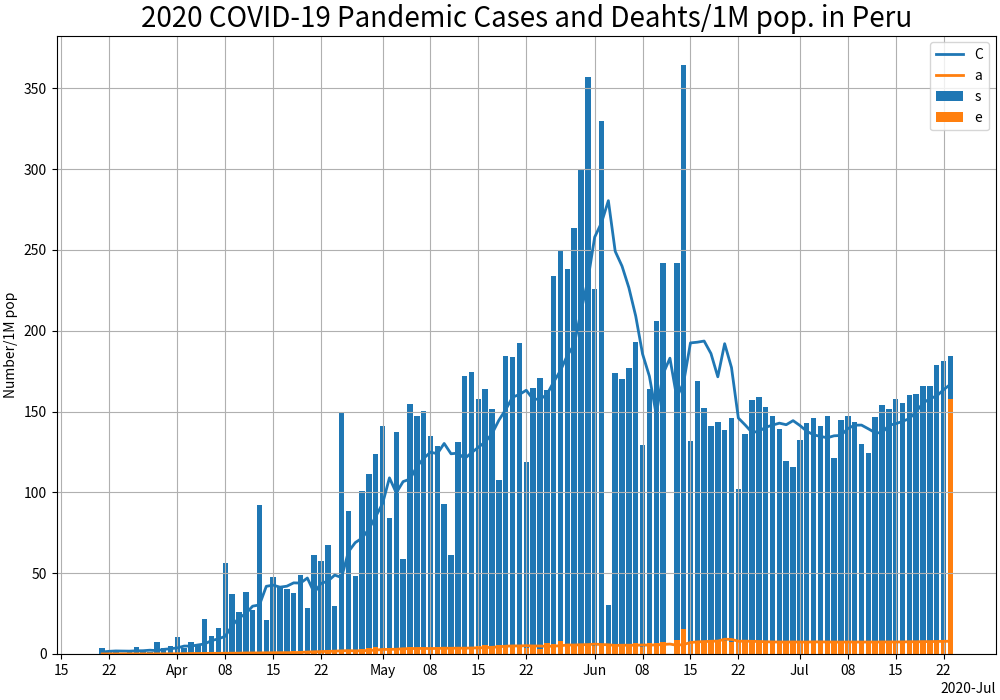 2020 COVID-19 Pandemic Cases and Deahts/1M pop. in Peru
C
a
s
e
350
300
250
200
150
100
50
0
Number/1M pop
15 22 Apr 08 15 22 May 08 15 22 Jun 08 15 22 Jul 08 15 22
2020-Jul